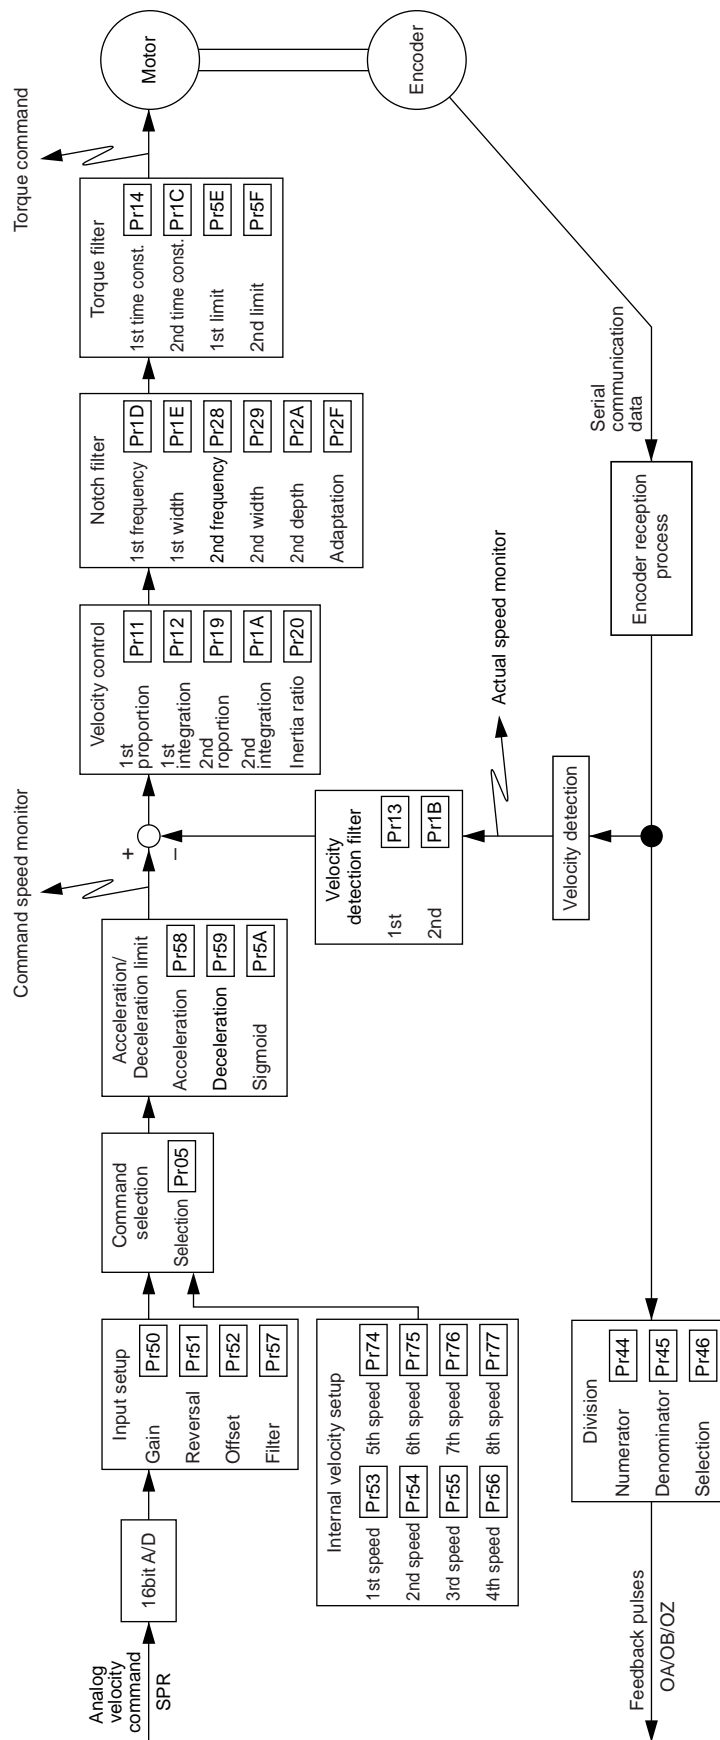 Analog
velocity
command
SPR
16bit A/D
Input setup
Gain Pr50
Reversal Pr51
Offset Pr52
Filter Pr57
Internal velocity setup
1st speed Pr53 5th speed Pr74
2nd speed Pr54 6th speed Pr75
3rd speed Pr55 7th speed Pr76
4th speed Pr56 8th speed Pr77
Command
selection
Selection Pr05
Acceleration/
Deceleration limit
Acceleration Pr58
Deceleration Pr59
Sigmoid Pr5A
Command speed monitor
+
−
Velocity control
1st
proportion Pr11
1st
integration Pr12
2nd
roportion Pr19
2nd
integration Pr1A
Inertia ratio Pr20
Notch filter
1st frequency Pr1D
1st width Pr1E
2nd frequency Pr28
2nd width Pr29
2nd depth Pr2A
Adaptation Pr2F
Torque filter
1st time const. Pr14
2nd time const. Pr1C
1st limit Pr5E
2nd limit Pr5F
Torque command
Motor
Encoder
Velocity
detection filter
1st Pr13
2nd Pr1B
Actual speed monitor
Velocity detection
Serial
communication
data
Encoder reception
process
Division
Numerator Pr44
Denominator Pr45
Selection Pr46
Feedback pulses
OA/OB/OZ